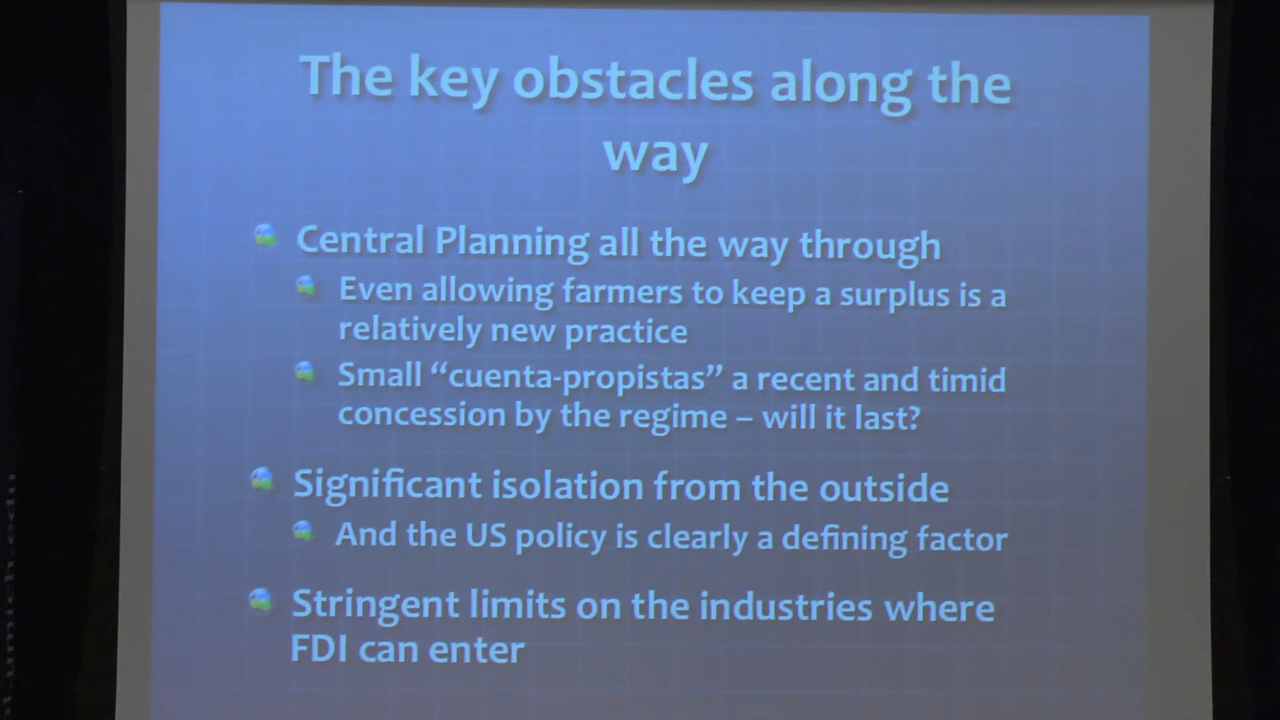 The key obstacles along the
way
Central Planning all the way through
Even allowing farmers to keep a surplus is a
relatively new practice
Small “cuenta-propistas” a recent and timid
concession by the regime – will it last?
Significant isolation from the outside
And the US policy is clearly a defining factor
Stringent limits on the industries where
FDI can enter
umich.edu